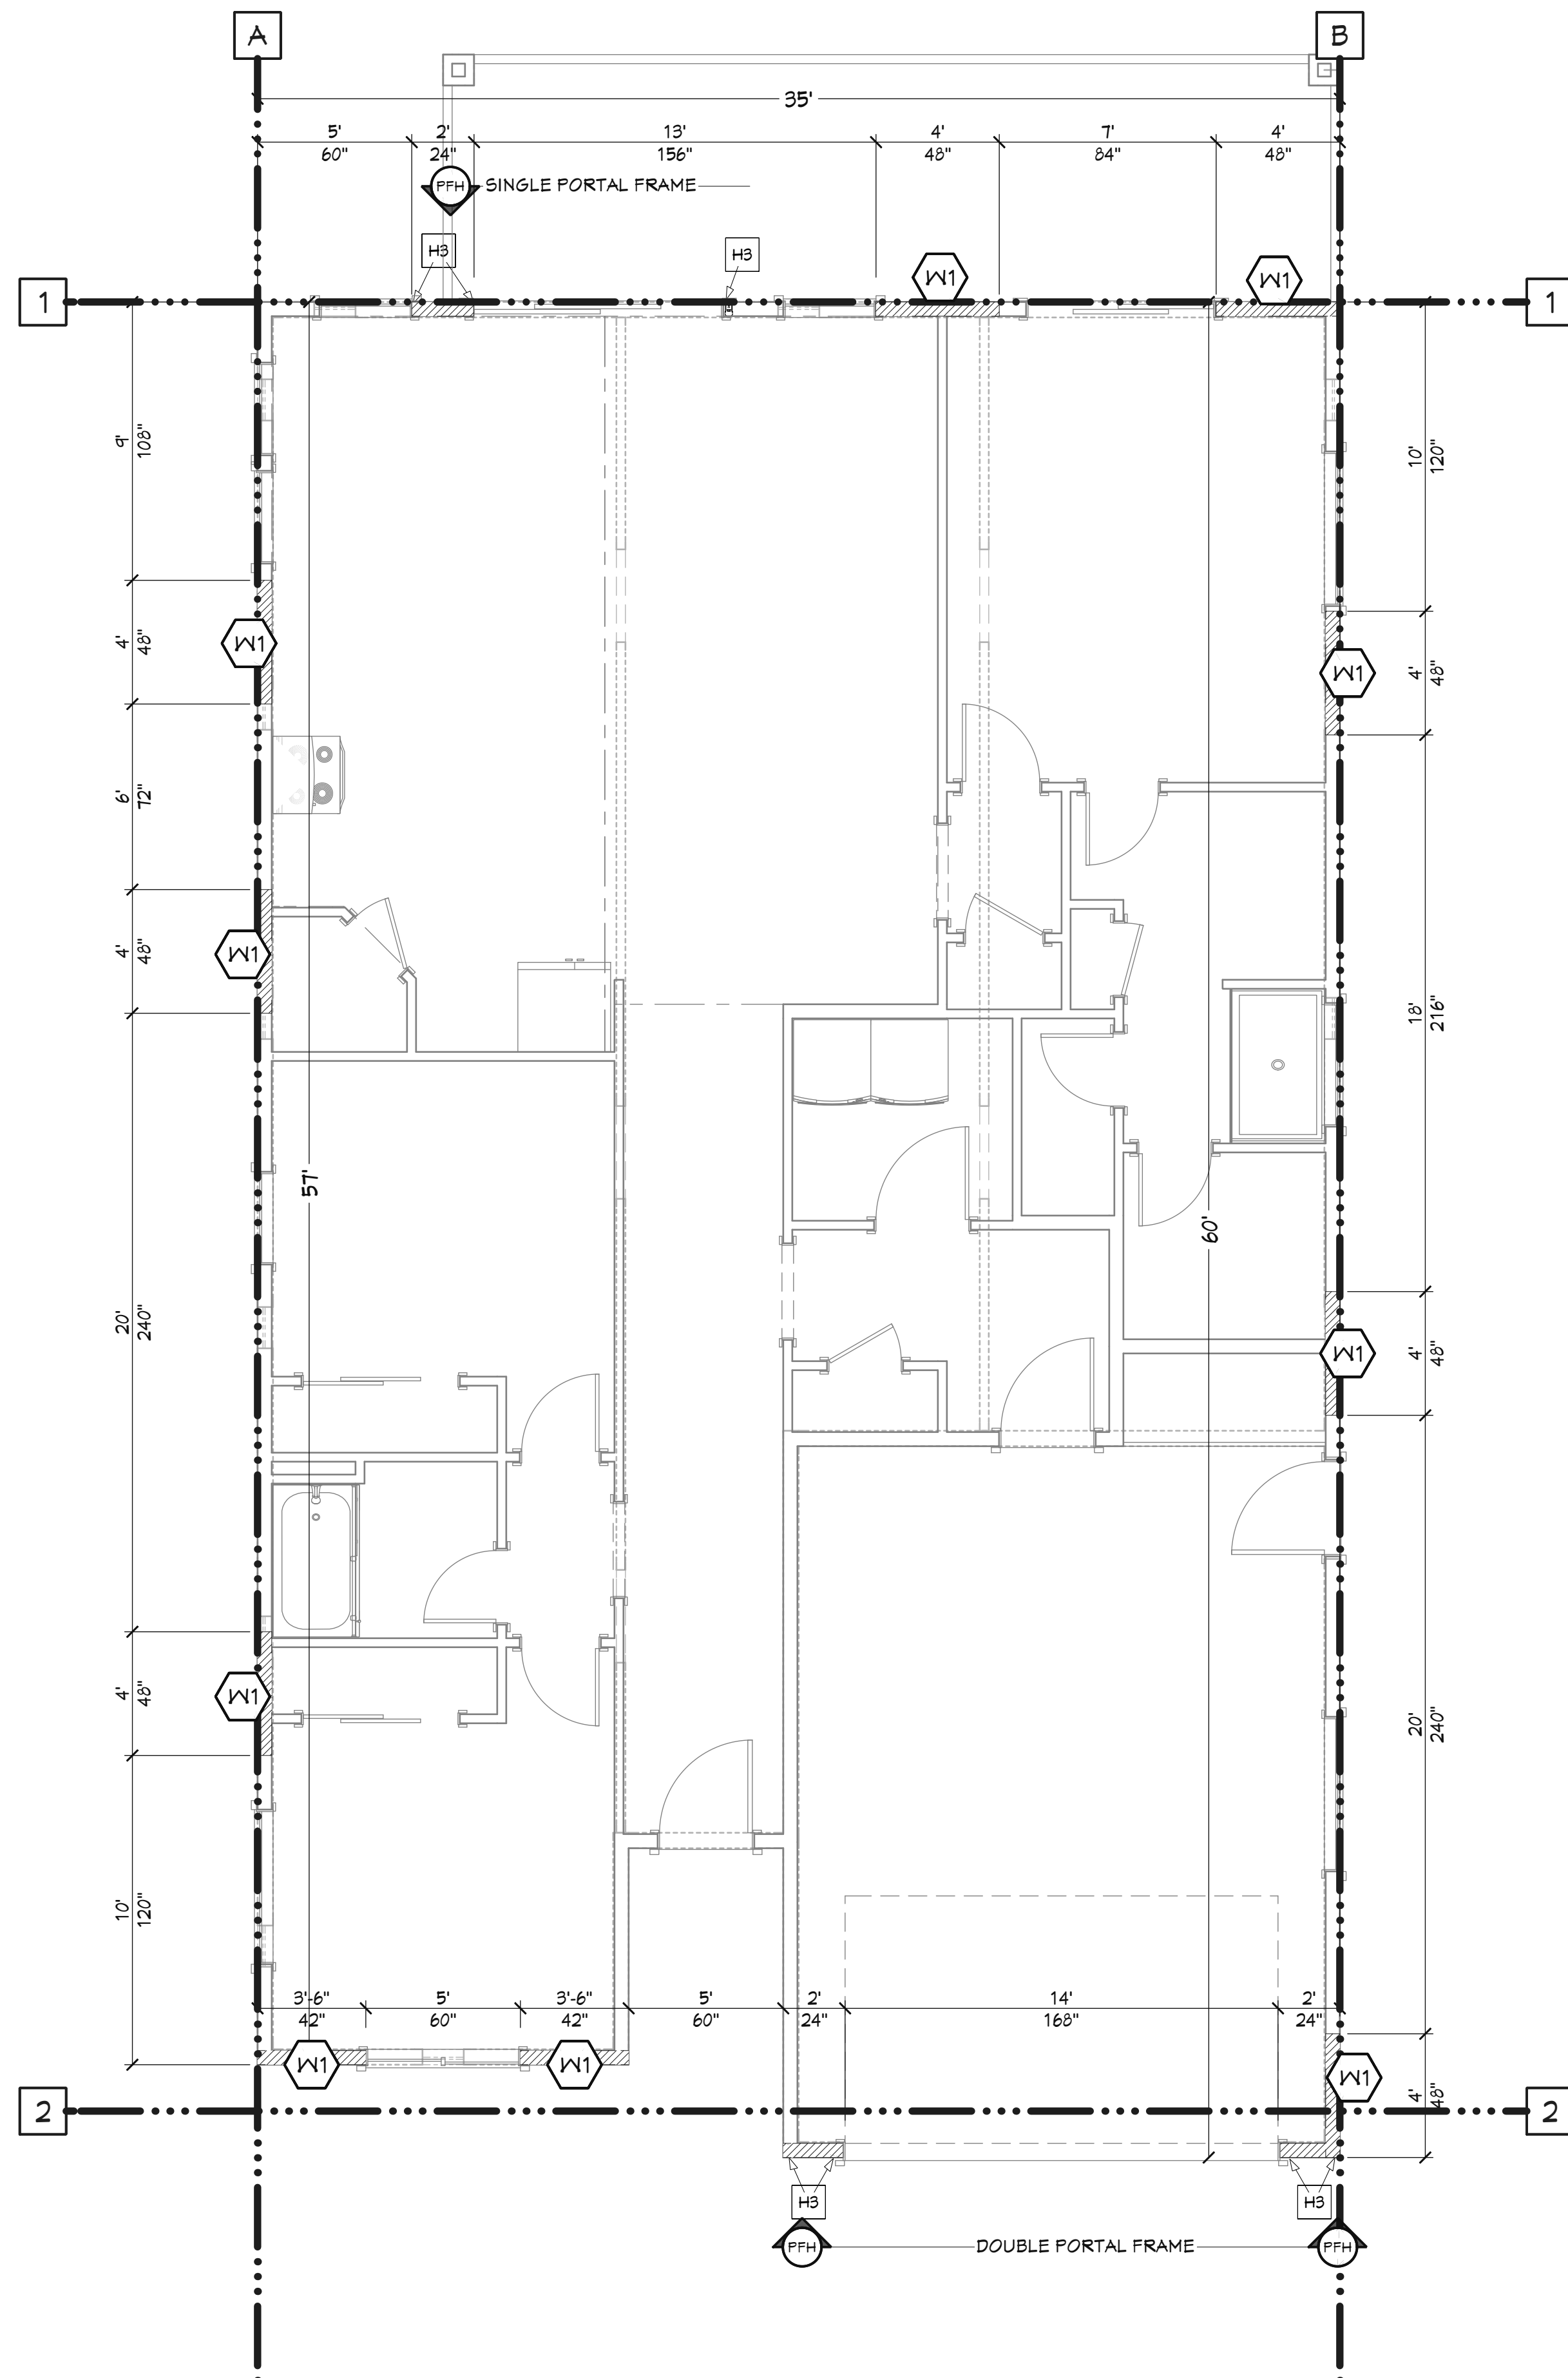 A
B
35'
5'
2'
13'
4'
7'
4'
60"
24"
156"
48"
84"
48"
PFH
SINGLE PORTAL FRAME
H3
H3
W1
W1
1
1
9'
108"
10'
120"
4'
48"
W1
W1
4'
48"
6'
72"
4'
48"
W1
18'
216"
57'
60'
20'
240"
W1
4'
48"
4'
48"
W1
20'
240"
10'
120"
3'-6"
5'
3'-6"
5'
2'
14'
2'
42"
60"
42"
60"
24"
168"
24"
W1
W1
W1
4'
48"
2
2
H3
H3
PFH
DOUBLE PORTAL FRAME
PFH